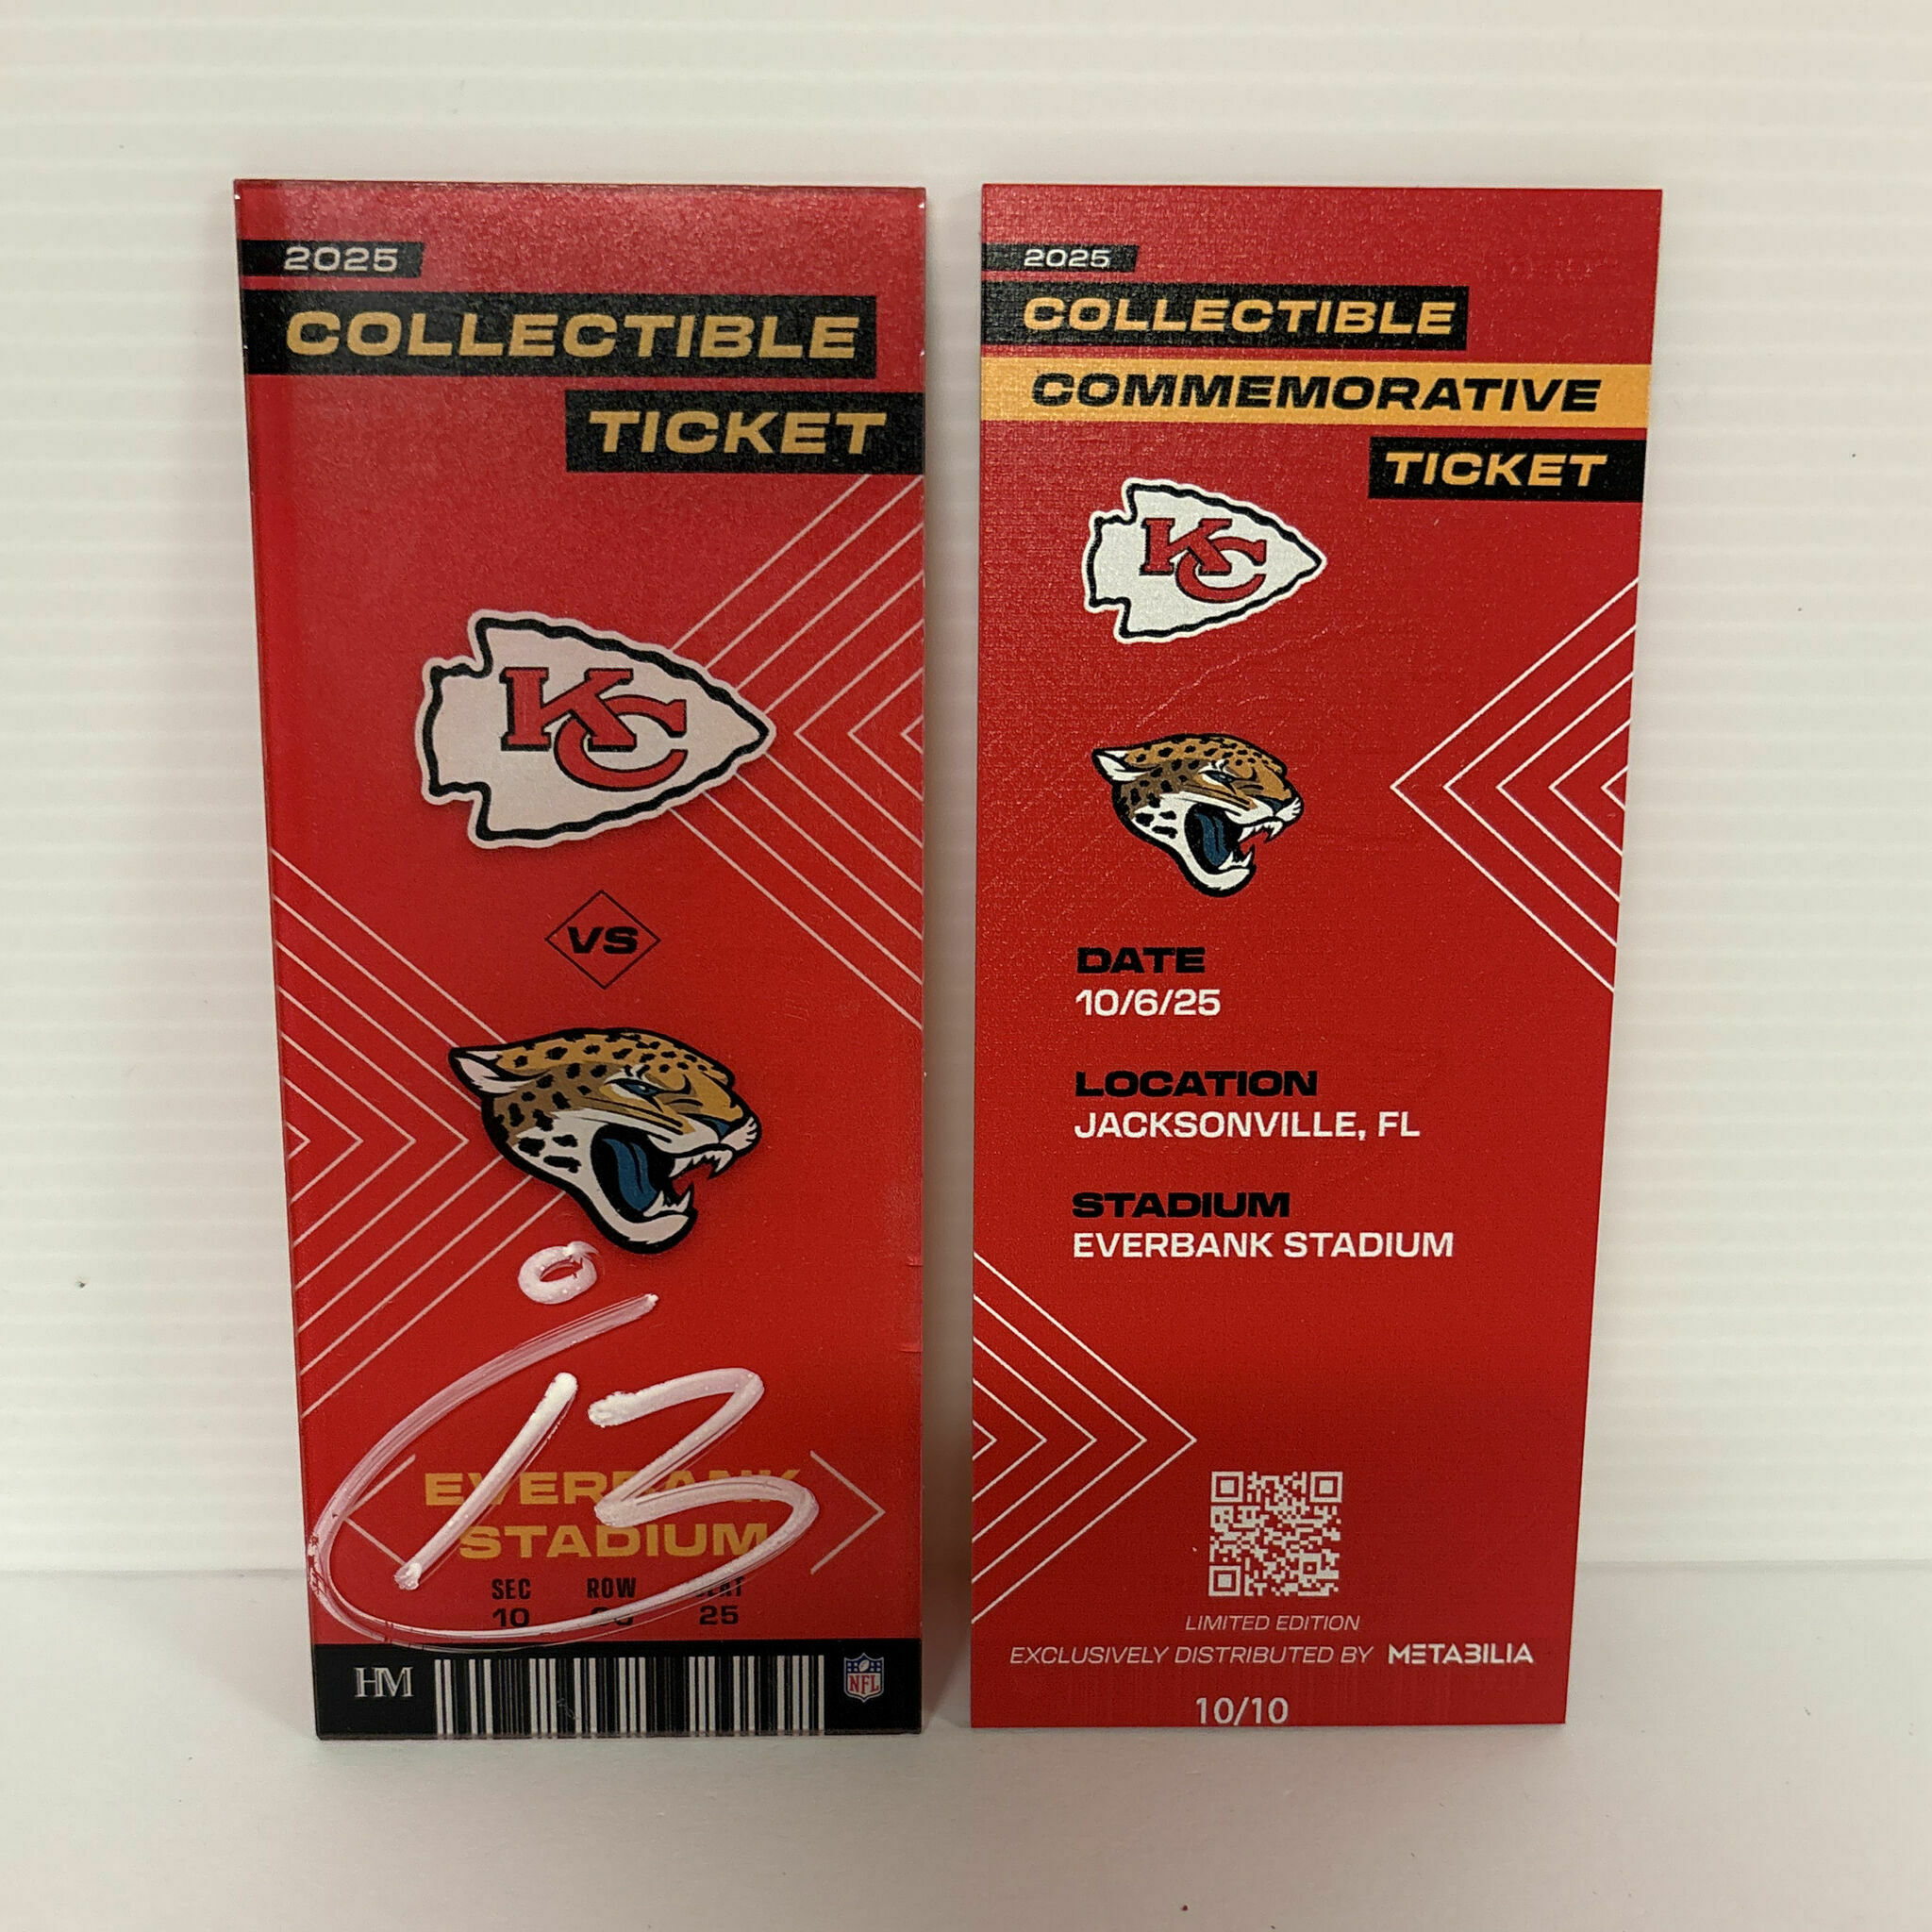 2025
COLLECTIBLE
TICKET
KC
VS
EVERBANK
STADIUM
SEC ROW SEAT
10 25
HM
NFL
2025
COLLECTIBLE
COMMEMORATIVE
TICKET
KC
DATE
10/6/25
LOCATION
JACKSONVILLE, FL
STADIUM
EVERBANK STADIUM
LIMITED EDITION
EXCLUSIVELY DISTRIBUTED BY METABILIA
10/10